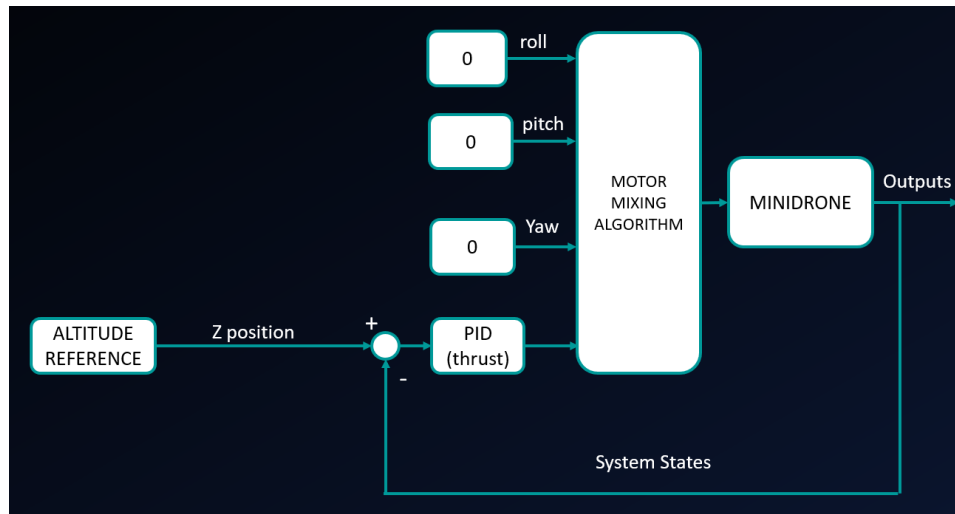 roll
0
pitch
0
Yaw
0
MOTOR
MIXING
ALGORITHM
MINIDRONE
Outputs
ALTITUDE
REFERENCE
Z position
+
-
PID
(thrust)
System States